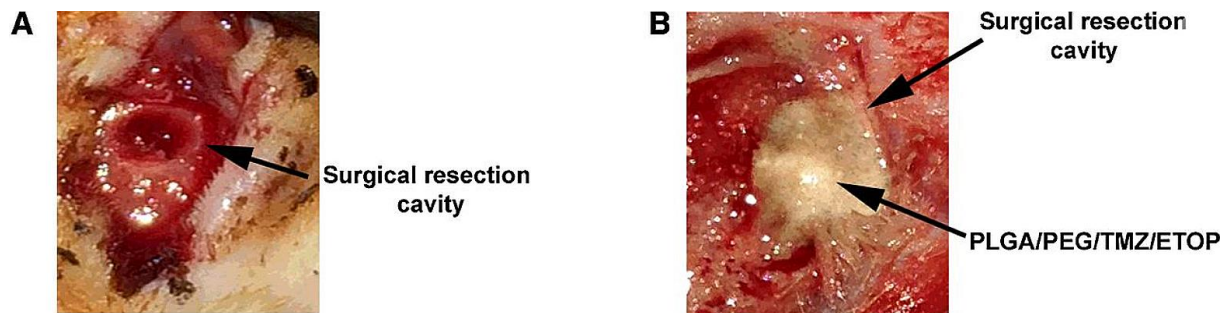 A
Surgical resection
cavity
B
Surgical resection
cavity
PLGA/PEG/TMZ/ETOP